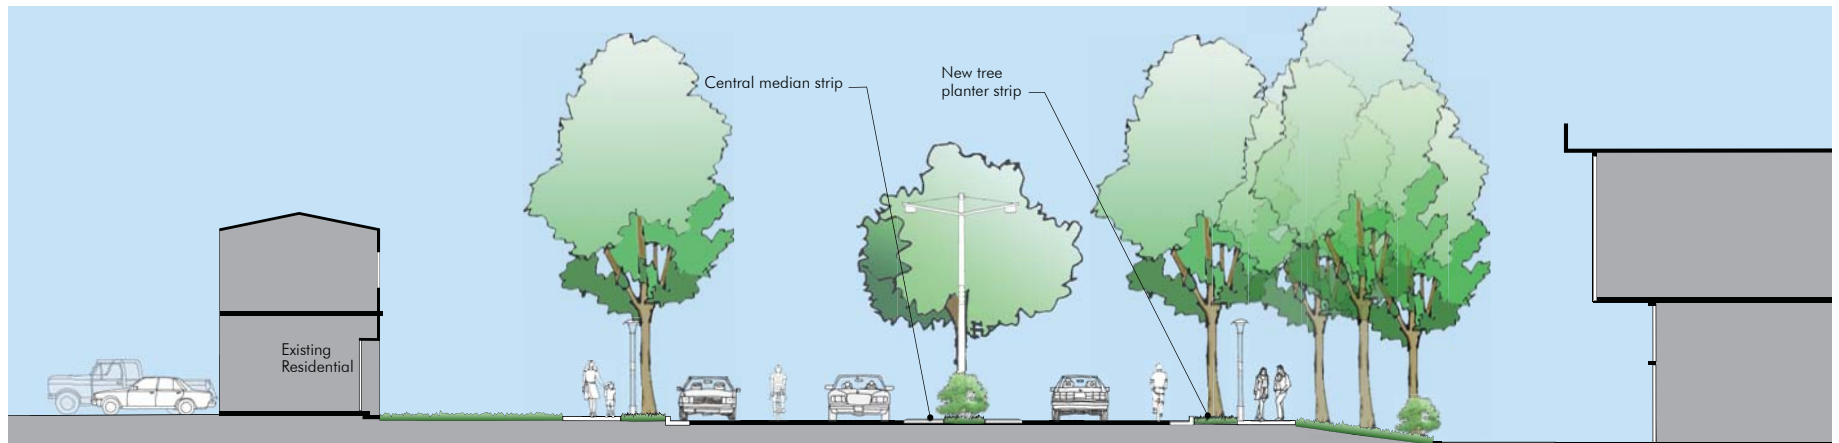 Central median strip
New tree
planter strip
Existing
Residential